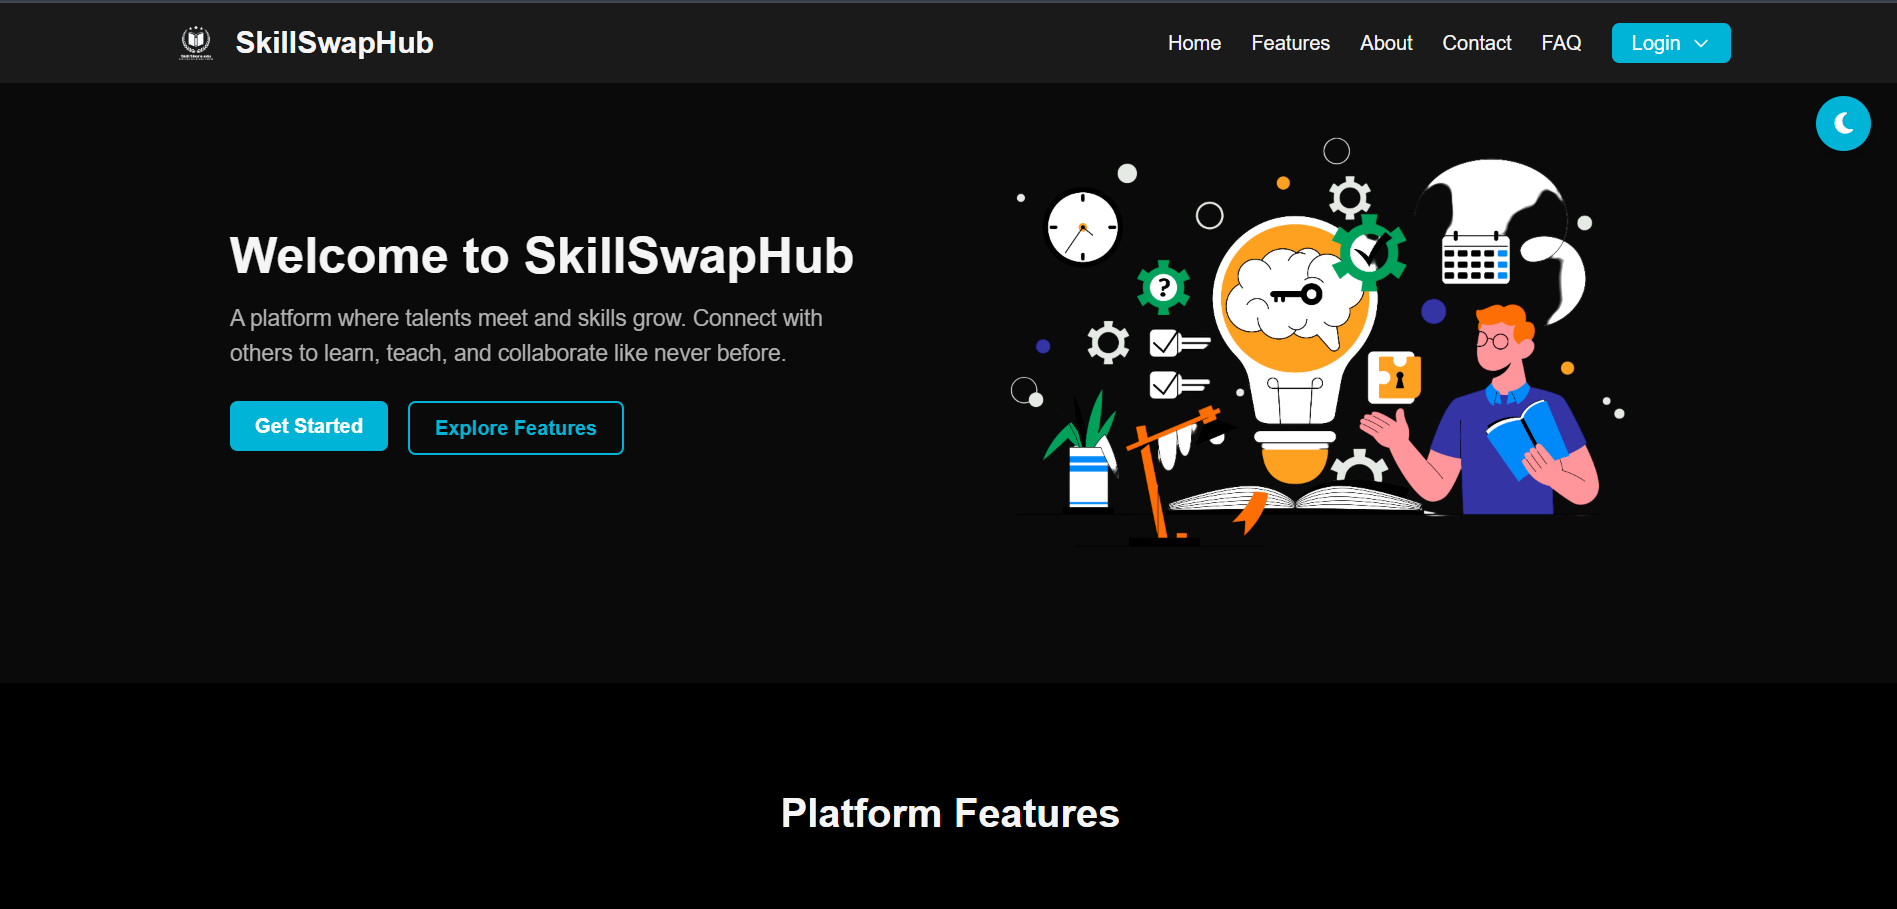 SkillSwapHub
Home
Features
About
Contact
FAQ
Login
Welcome to SkillSwapHub
A platform where talents meet and skills grow. Connect with
others to learn, teach, and collaborate like never before.
Get Started
Explore Features
?
Platform Features